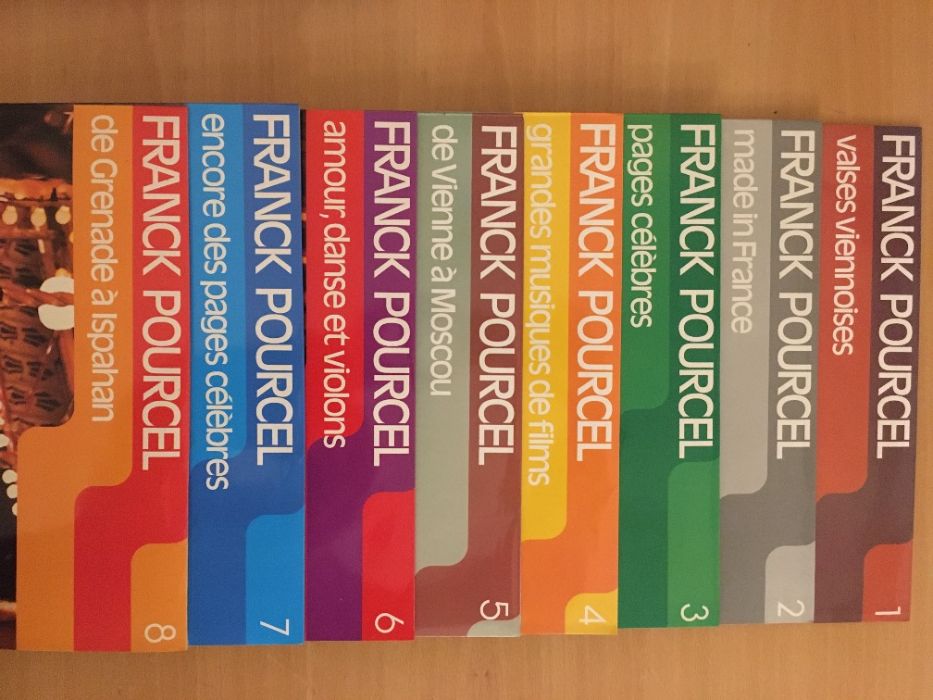 FRANCK POURCEL
valses viennoises
1
FRANCK POURCEL
made in France
2
FRANCK POURCEL
pages célèbres
3
FRANCK POURCEL
grandes musiques de films
4
FRANCK POURCEL
de Vienne à Moscou
5
FRANCK POURCEL
amour, danse et violons
6
FRANCK POURCEL
encore des pages célèbres
7
FRANCK POURCEL
de Grenade à Ispahan
8